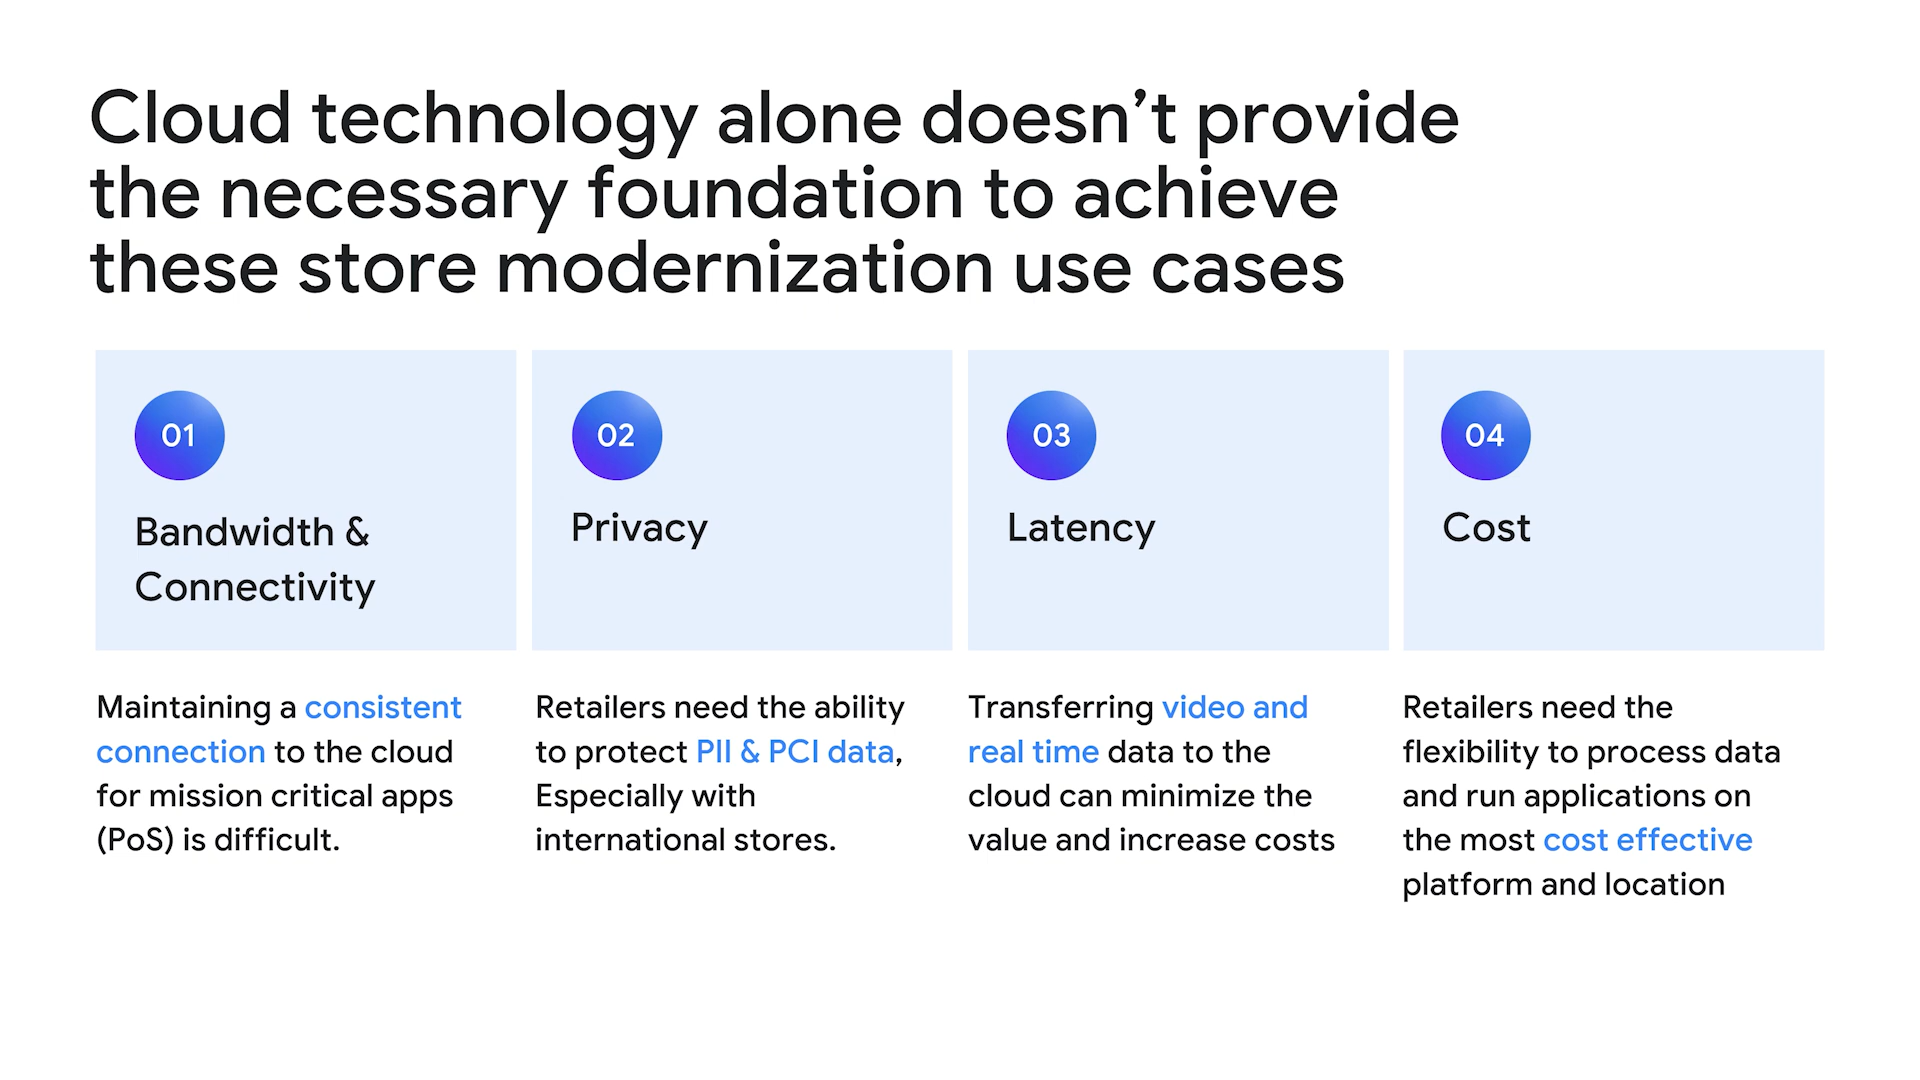 Cloud technology alone doesn’t provide
the necessary foundation to achieve
these store modernization use cases
01
Bandwidth &
Connectivity
Maintaining a consistent
connection to the cloud
for mission critical apps
(PoS) is difficult.
02
Privacy
Retailers need the ability
to protect PII & PCI data,
Especially with
international stores.
03
Latency
Transferring video and
real time data to the
cloud can minimize the
value and increase costs
04
Cost
Retailers need the
flexibility to process data
and run applications on
the most cost effective
platform and location